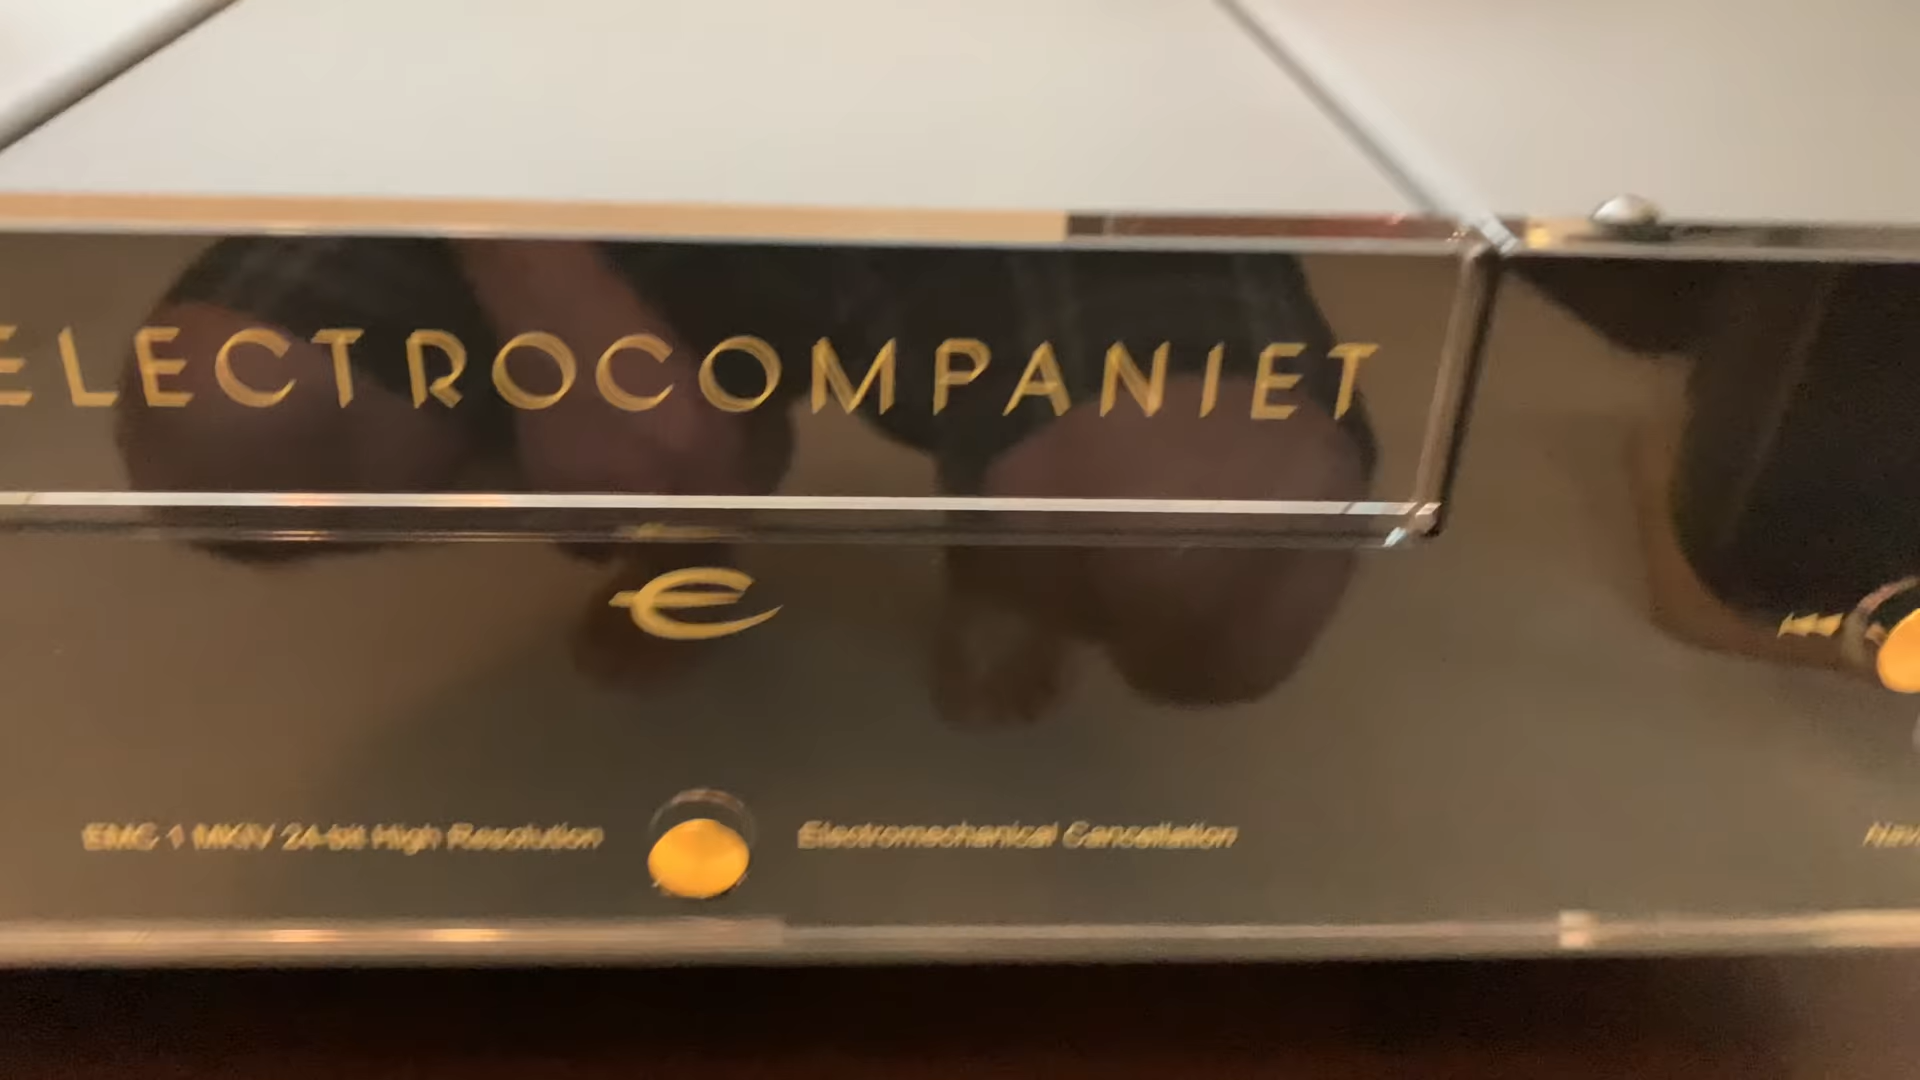 ELECTROCOMPANIET
e
EMC 1 MKIV 24-bit High Resolution
Electromechanical Cancellation